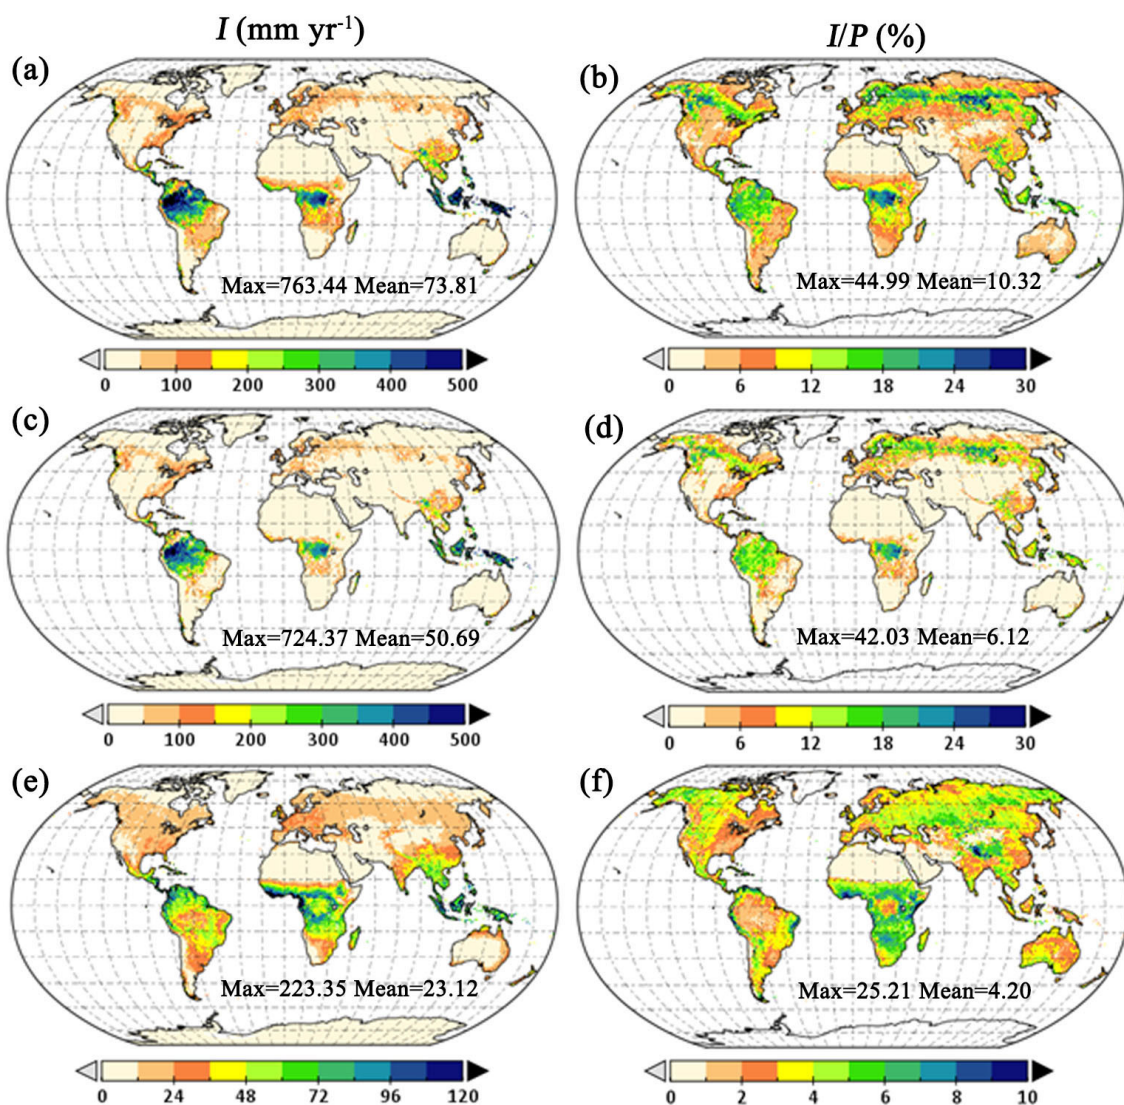 I (mm yr-1)
I/P (%)
(a)
(b)
Max=763.44 Mean=73.81
Max=44.99 Mean=10.32
0 100 200 300 400 500
0 6 12 18 24 30
(c)
(d)
Max=724.37 Mean=50.69
Max=42.03 Mean=6.12
0 100 200 300 400 500
0 6 12 18 24 30
(e)
(f)
Max=223.35 Mean=23.12
Max=25.21 Mean=4.20
0 24 48 72 96 120
0 2 4 6 8 10